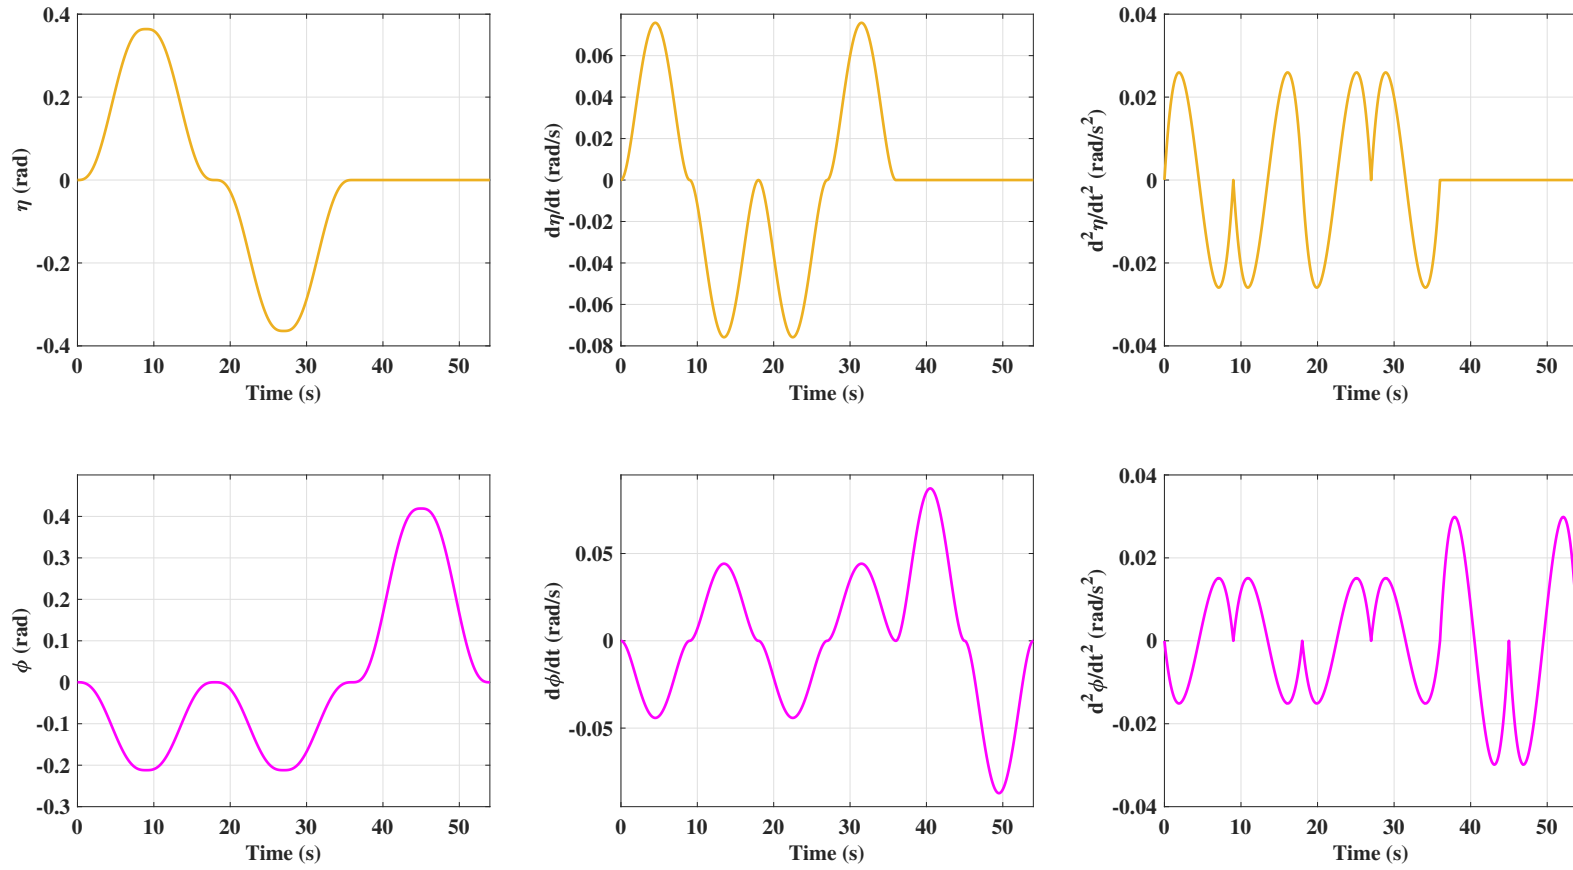 0.4
0.2
0
-0.2
-0.4
η (rad)
0 10 20 30 40 50
Time (s)
0.06
0.04
0.02
0
-0.02
-0.04
-0.06
-0.08
dη/dt (rad/s)
0 10 20 30 40 50
Time (s)
0.04
0.02
0
-0.02
-0.04
d²η/dt² (rad/s²)
0 10 20 30 40 50
Time (s)
0.4
0.3
0.2
0.1
0
-0.1
-0.2
-0.3
ϕ (rad)
0 10 20 30 40 50
Time (s)
0.05
0
-0.05
dϕ/dt (rad/s)
0 10 20 30 40 50
Time (s)
0.04
0.02
0
-0.02
-0.04
d²ϕ/dt² (rad/s²)
0 10 20 30 40 50
Time (s)